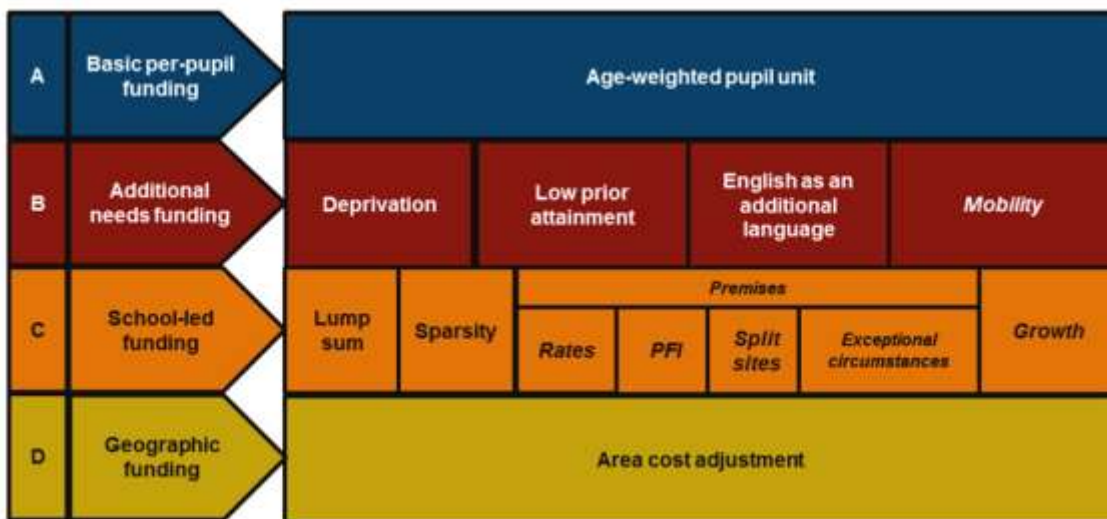 A
Basic per-pupil
funding
Age-weighted pupil unit
B
Additional
needs funding
Deprivation
Low prior
attainment
English as an
additional
language
Mobility
C
School-led
funding
Lump
sum
Sparsity
Premises
Rates
PFI
Split
sites
Exceptional
circumstances
Growth
D
Geographic
funding
Area cost adjustment